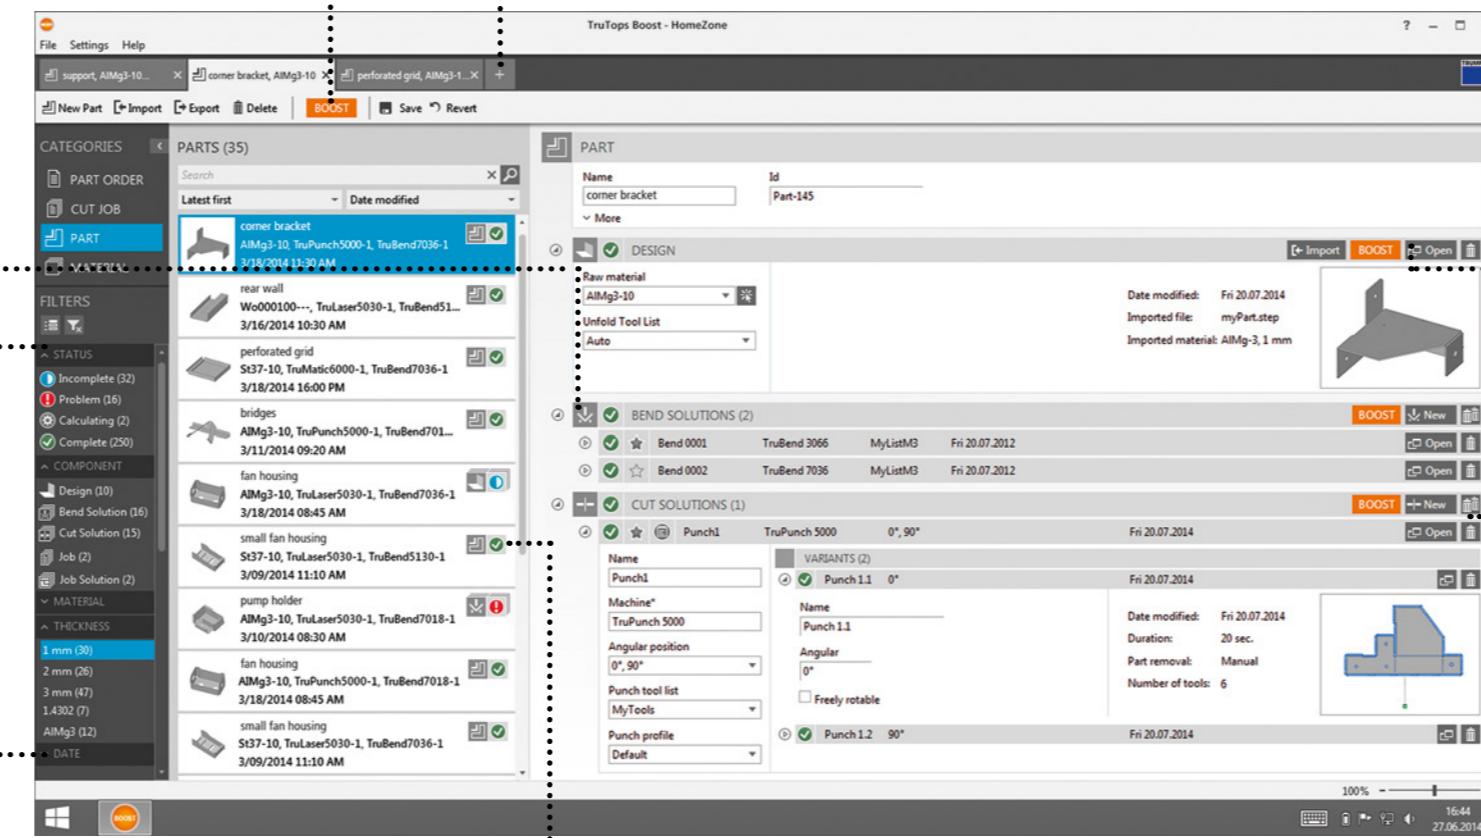 TruTops Boost - HomeZone
File Settings Help
support, AlMg3-10...
corner bracket, AlMg3-10
perforated grid, AlMg3-1...
New Part Import Export Delete BOOST Save Revert
CATEGORIES
PART ORDER
CUT JOB
PART
MATERIAL
FILTERS
STATUS
Incomplete (32)
Problem (16)
Calculating (2)
Complete (250)
COMPONENT
Design (10)
Bend Solution (16)
Cut Solution (15)
Job (2)
Job Solution (2)
MATERIAL
THICKNESS
1 mm (30)
2 mm (26)
3 mm (47)
1.4302 (7)
AlMg3 (12)
DATE
PARTS (35)
Search
Latest first Date modified
corner bracket
AlMg3-10, TruPunch5000-1, TruBend7036-1
3/18/2014 11:30 AM
rear wall
Wo000100---, TruLaser5030-1, TruBend51...
3/16/2014 10:30 AM
perforated grid
St37-10, TruMatic6000-1, TruBend7036-1
3/18/2014 16:00 PM
bridges
AlMg3-10, TruPunch5000-1, TruBend701...
3/11/2014 09:20 AM
fan housing
AlMg3-10, TruLaser5030-1, TruBend7036-1
3/18/2014 08:45 AM
small fan housing
St37-10, TruLaser5030-1, TruBend5130-1
3/09/2014 11:10 AM
pump holder
AlMg3-10, TruLaser5030-1, TruBend7018-1
3/10/2014 08:30 AM
fan housing
AlMg3-10, TruPunch5000-1, TruBend7018-1
3/18/2014 08:45 AM
small fan housing
St37-10, TruLaser5030-1, TruBend7036-1
3/09/2014 11:10 AM
PART
Name Id
corner bracket Part-145
More
DESIGN Import BOOST Open
Raw material
AlMg3-10
Unfold Tool List
Auto
Date modified: Fri 20.07.2014
Imported file: myPart.step
Imported material: AlMg-3, 1 mm
BEND SOLUTIONS (2) BOOST New
Bend 0001 TruBend 3066 MyListM3 Fri 20.07.2012 Open
Bend 0002 TruBend 7036 MyListM3 Fri 20.07.2012 Open
CUT SOLUTIONS (1) BOOST New
Punch1 TruPunch 5000 0°, 90° Fri 20.07.2014 Open
Name
Punch1
Machine*
TruPunch 5000
Angular position
0°, 90°
Punch tool list
MyTools
Punch profile
Default
VARIANTS (2)
Punch 1.1 0° Fri 20.07.2014
Name
Punch 1.1
Angular
0°
Freely rotable
Date modified: Fri 20.07.2014
Duration: 20 sec.
Part removal: Manual
Number of tools: 6
Punch 1.2 90° Fri 20.07.2014
100%
BOOST
16:44
27.06.2014